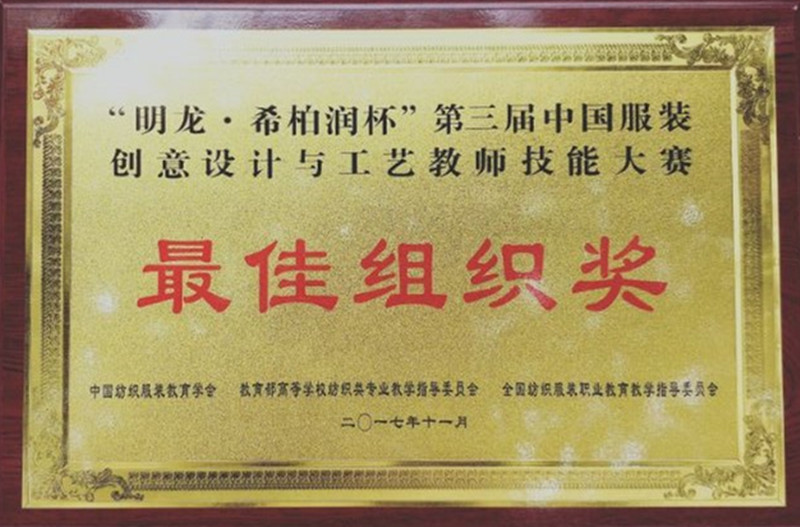 “明龙·希柏润杯”第三届中国服装
创意设计与工艺教师技能大赛
最佳组织奖
中国纺织服装教育学会 教育部高等学校纺织类专业教学指导委员会 全国纺织服装职业教育教学指导委员会
二〇一七年十一月